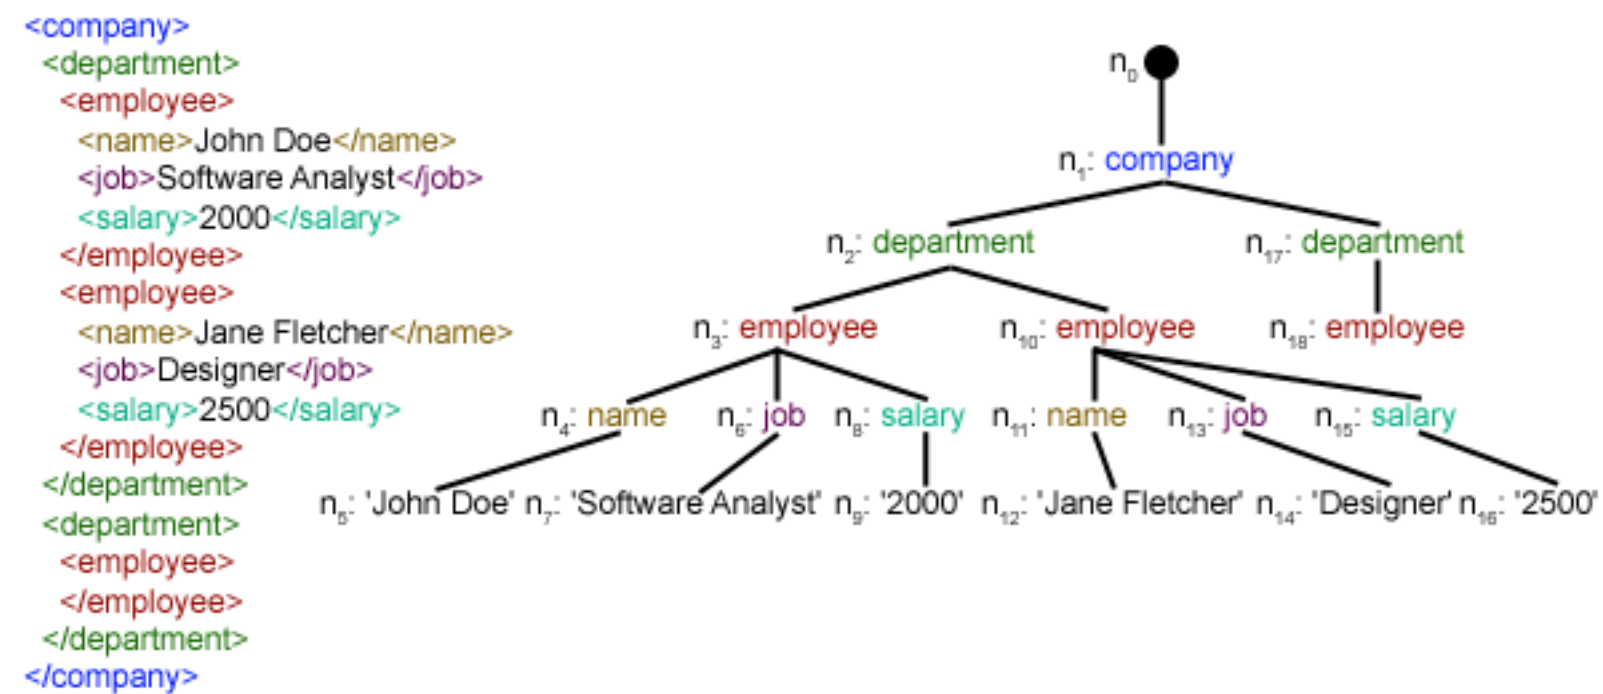 <company>
<department>
<employee>
<name>John Doe</name>
<job>Software Analyst</job>
<salary>2000</salary>
</employee>
<employee>
<name>Jane Fletcher</name>
<job>Designer</job>
<salary>2500</salary>
</employee>
</department>
<department>
<employee>
</employee>
</department>
</company>
n0
n1: company
n2: department n17: department
n3: employee n10: employee n18: employee
n4: name n6: job n8: salary n11: name n13: job n15: salary
n5: 'John Doe' n7: 'Software Analyst' n9: '2000' n12: 'Jane Fletcher' n14: 'Designer' n16: '2500'